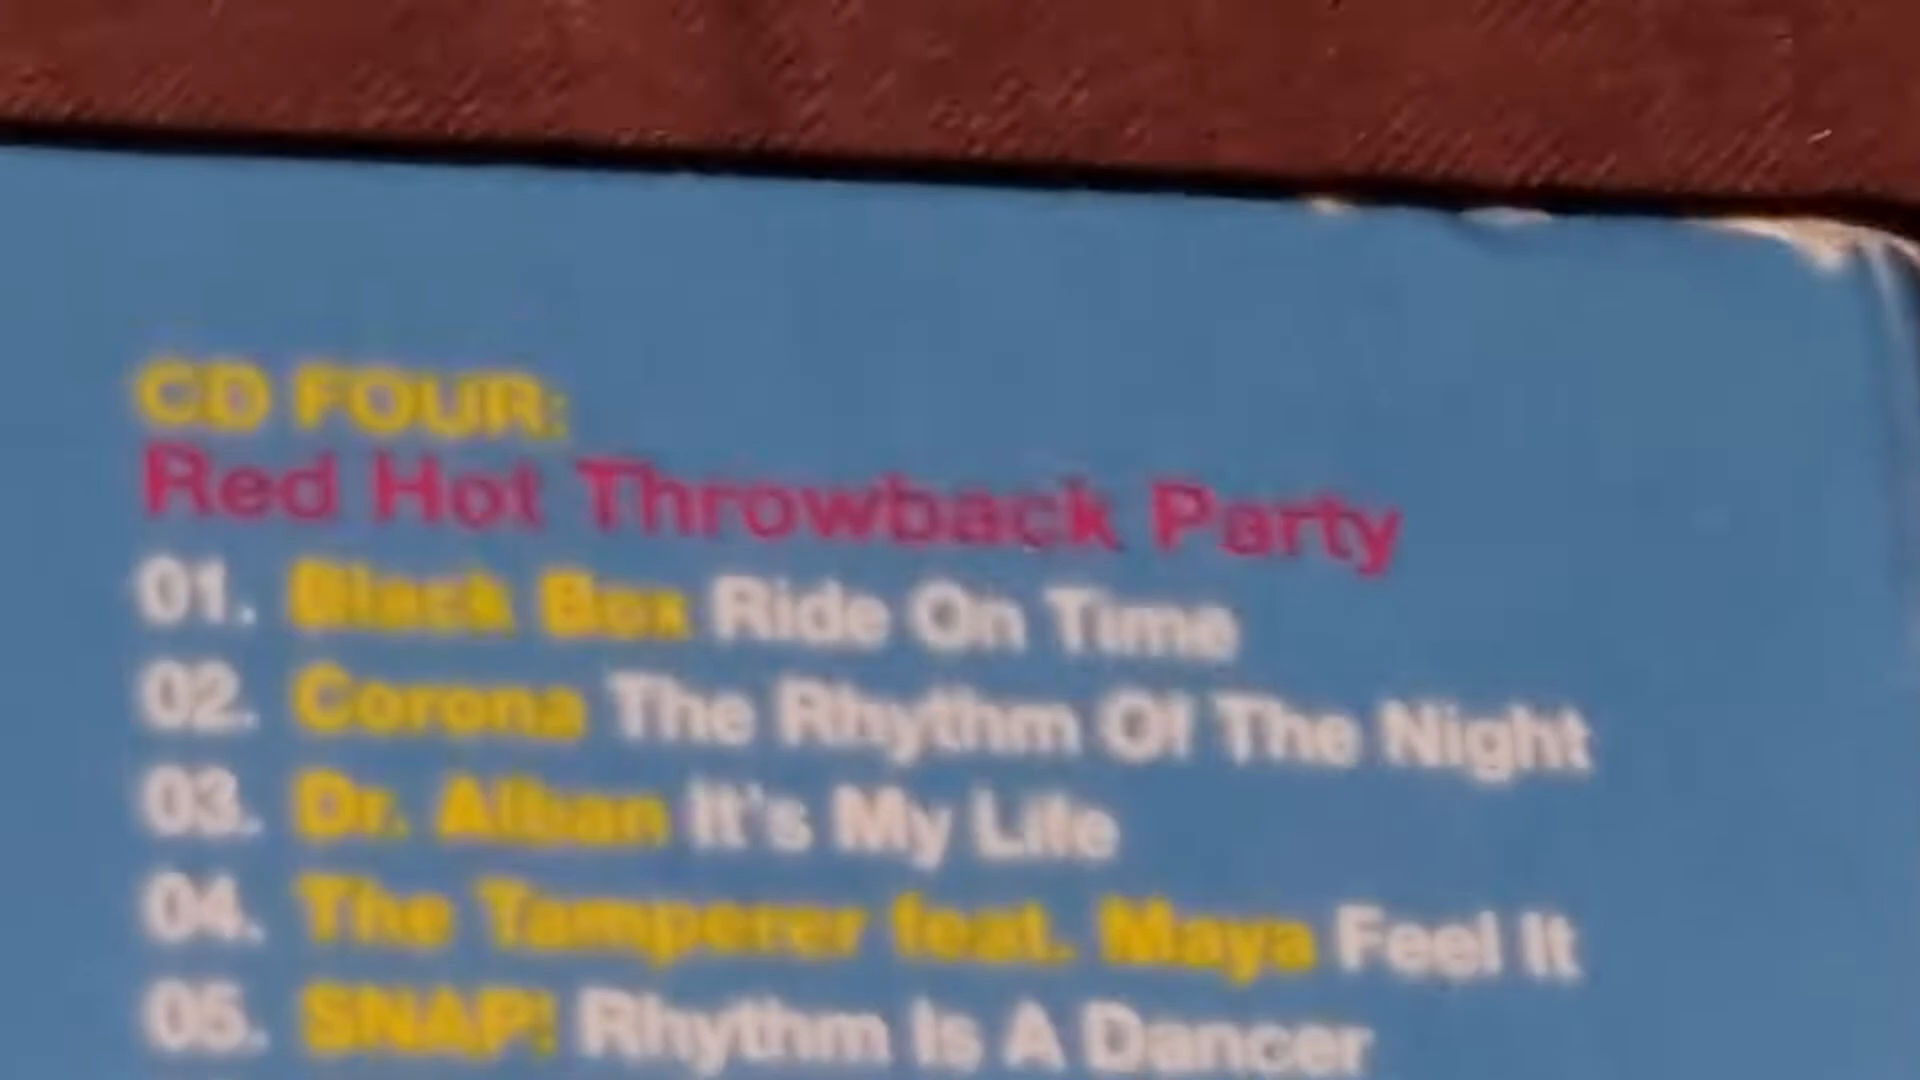 CD FOUR:
Red Hot Throwback Party
01. Black Box Ride On Time
02. Corona The Rhythm Of The Night
03. Dr. Alban It's My Life
04. The Tamperer feat. Maya Feel It
05. SNAP! Rhythm Is A Dancer